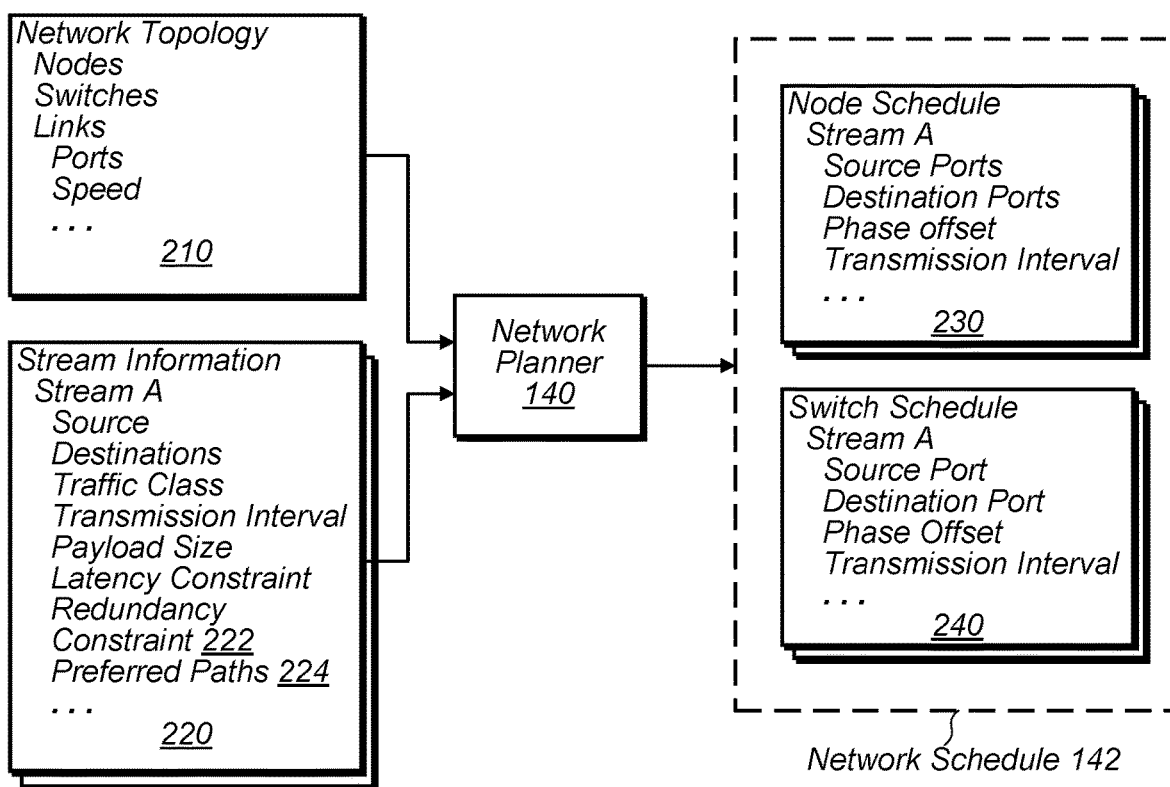 Network Topology
Nodes
Switches
Links
Ports
Speed
. . .
210
Stream Information
Stream A
Source
Destinations
Traffic Class
Transmission Interval
Payload Size
Latency Constraint
Redundancy
Constraint 222
Preferred Paths 224
. . .
220
Network
Planner
140
Node Schedule
Stream A
Source Ports
Destination Ports
Phase offset
Transmission Interval
. . .
230
Switch Schedule
Stream A
Source Port
Destination Port
Phase Offset
Transmission Interval
. . .
240
Network Schedule 142